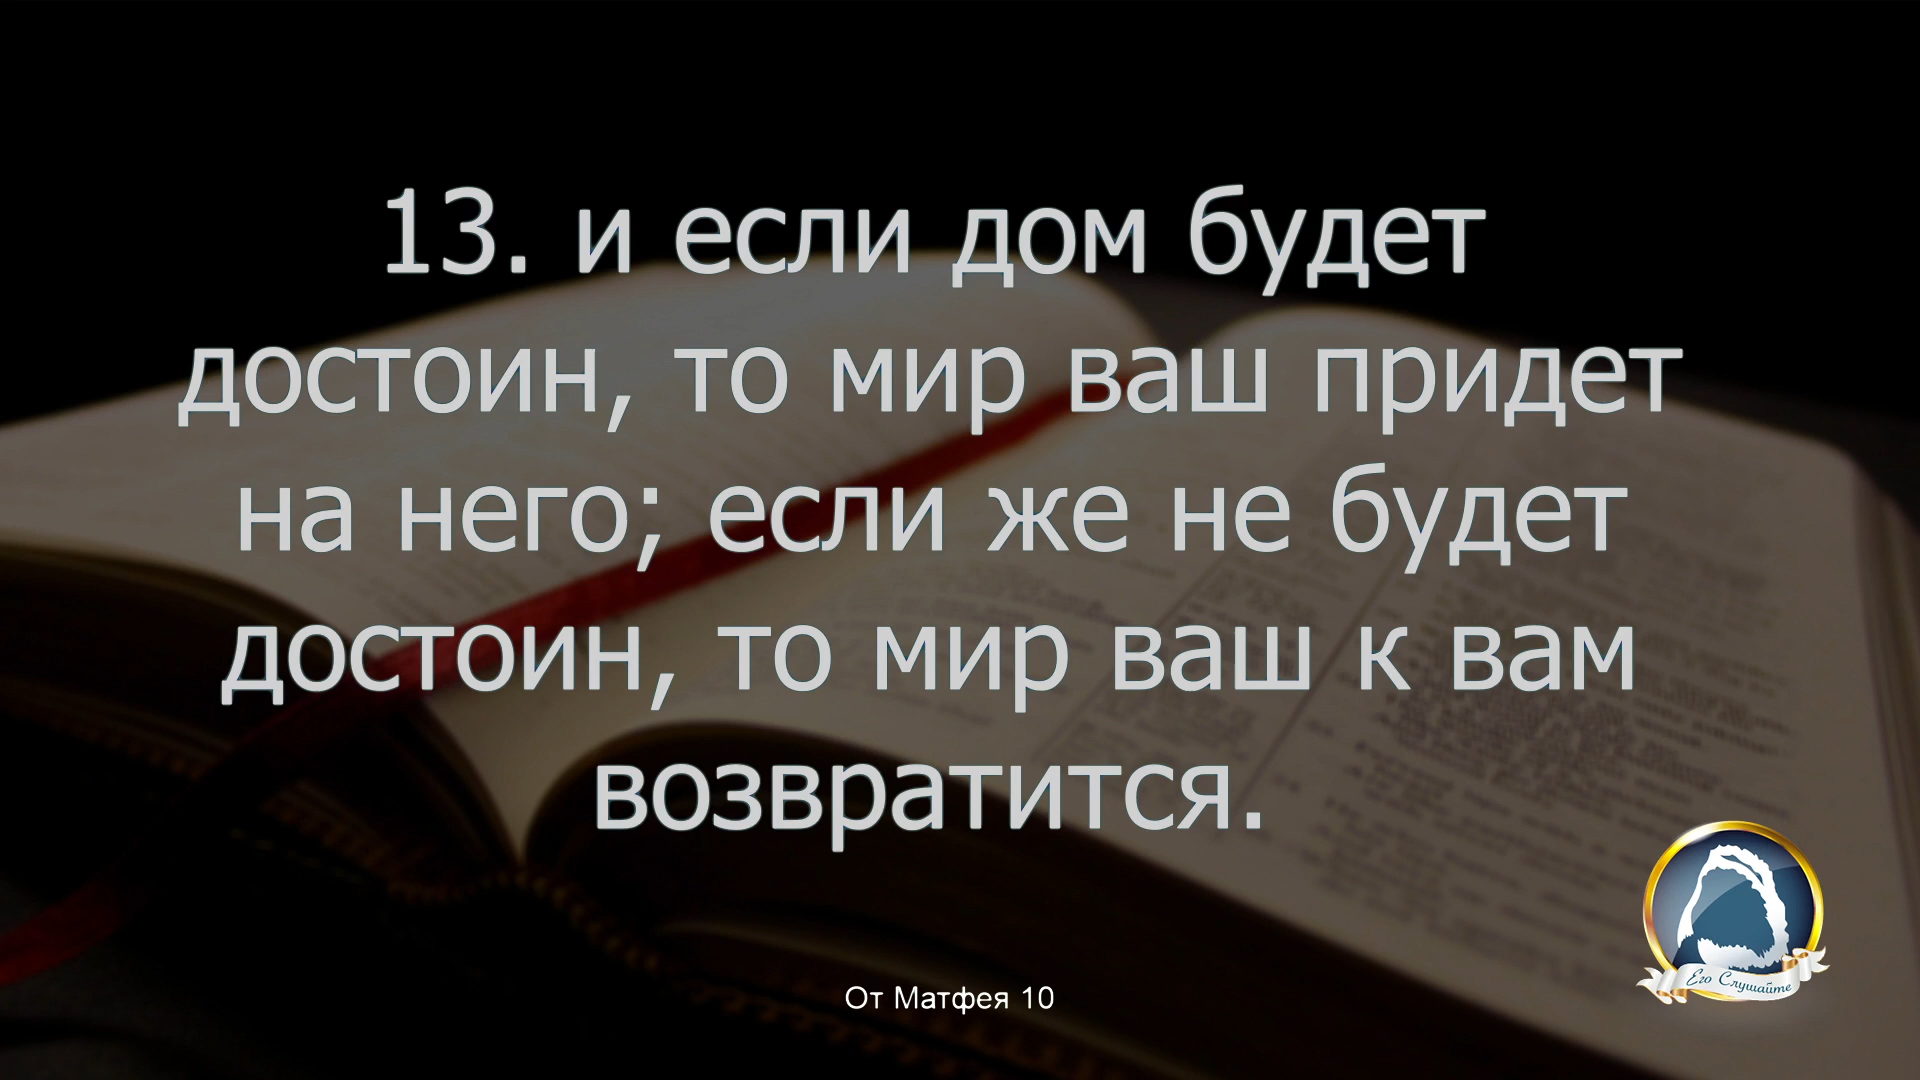 13. и если дом будет
достоин, то мир ваш придет
на него; если же не будет
достоин, то мир ваш к вам
возвратится.
Его Слушайте
От Матфея 10